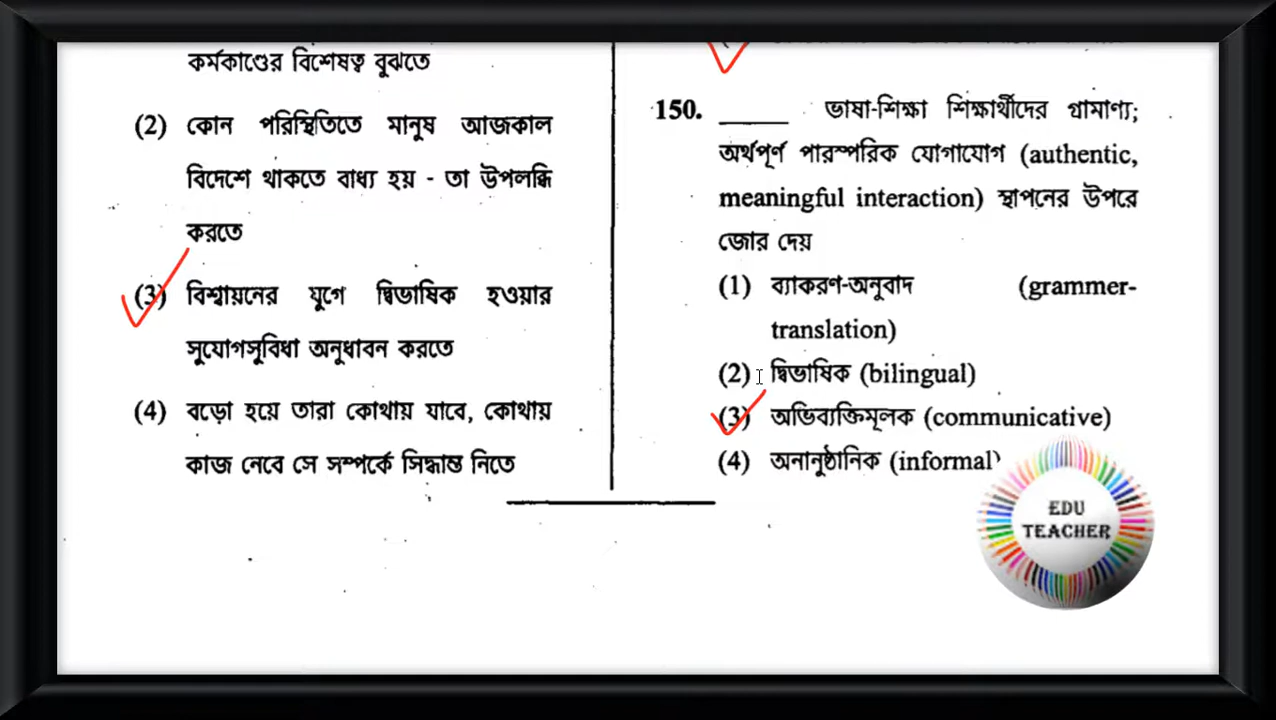 কর্মকাণ্ডের বিশেষত্ব বুঝতে
(2) কোন পরিস্থিতিতে মানুষ আজকাল
বিদেশে থাকতে বাধ্য হয় - তা উপলব্ধি
করতে
(3) বিশ্বায়নের যুগে দ্বিভাষিক হওয়ার
সুযোগসুবিধা অনুধাবন করতে
(4) বড়ো হয়ে তারা কোথায় যাবে, কোথায়
কাজ নেবে সে সম্পর্কে সিদ্ধান্ত নিতে
150. ______ ভাষা-শিক্ষা শিক্ষার্থীদের গ্রামাণ্য;
অর্থপূর্ণ পারস্পরিক যোগাযোগ (authentic,
meaningful interaction) স্থাপনের উপরে
জোর দেয়
(1) ব্যাকরণ-অনুবাদ (grammer-
translation)
(2) দ্বিভাষিক (bilingual)
(3) অভিব্যক্তিমূলক (communicative)
(4) অনানুষ্ঠানিক (informal)
EDU
TEACHER